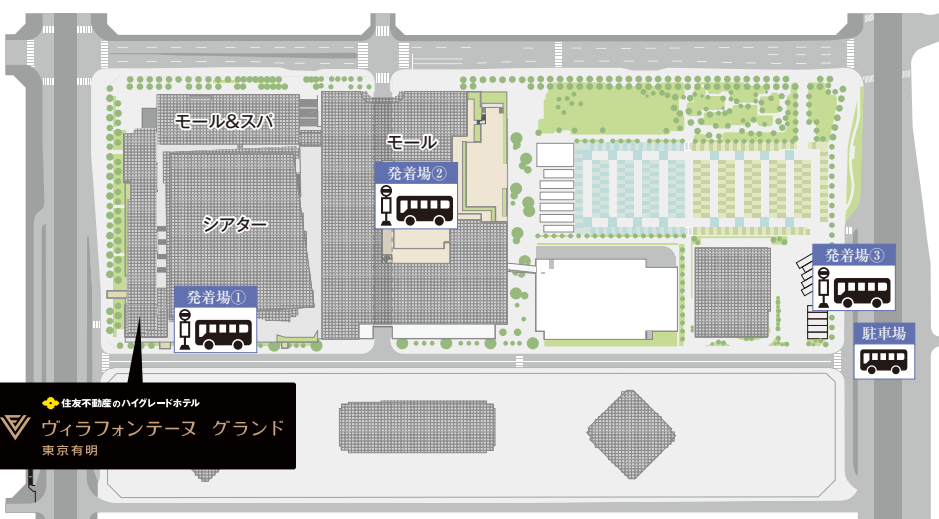 モール&スパ
モール
発着場②
シアター
発着場③
発着場①
駐車場
住友不動産のハイグレードホテル
ヴィラフォンテーヌ グランド
東京有明